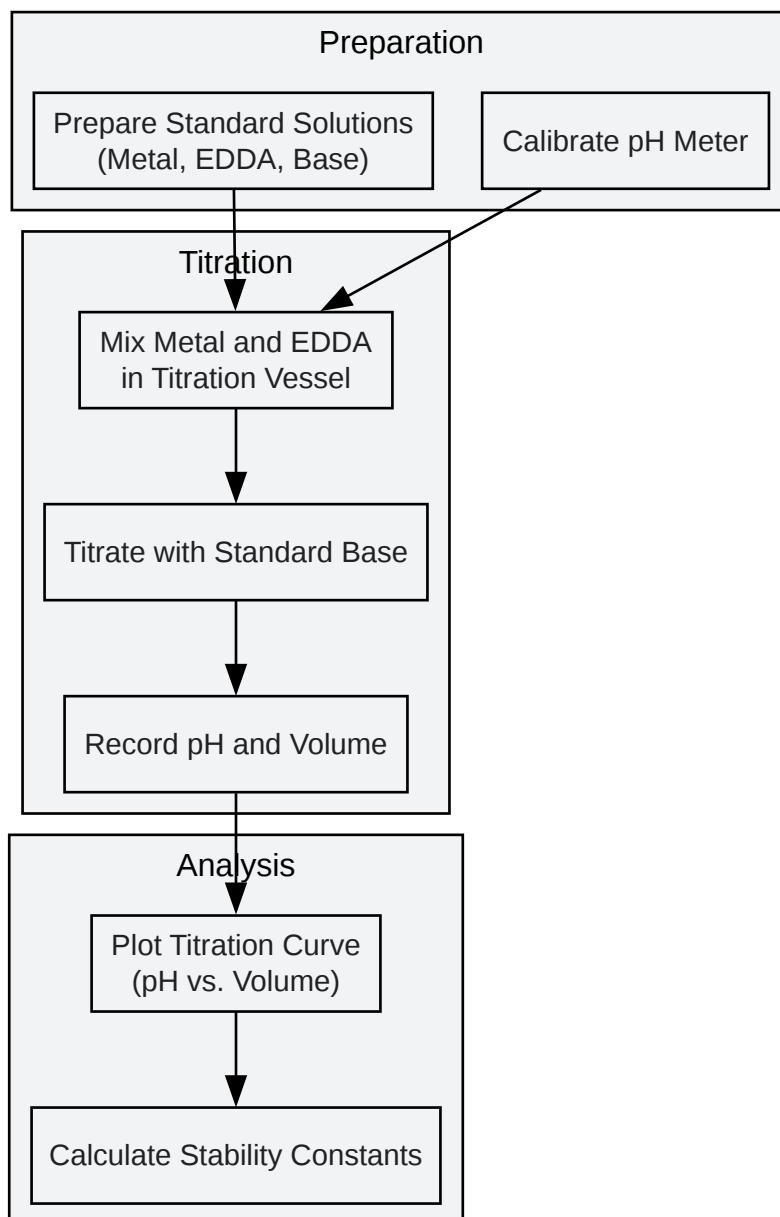 Preparation
Prepare Standard Solutions
(Metal, EDDA, Base)
Calibrate pH Meter
Titration
Mix Metal and EDDA
in Titration Vessel
Titrate with Standard Base
Record pH and Volume
Analysis
Plot Titration Curve
(pH vs. Volume)
Calculate Stability Constants